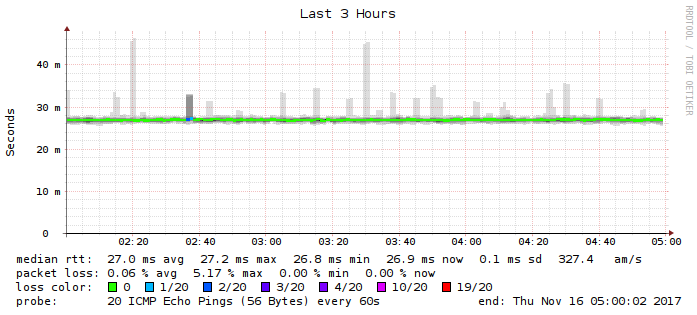 Last 3 Hours
RRDTOOL / TOBI OETIKER
Seconds
40 m
30 m
20 m
10 m
0
02:20 02:40 03:00 03:20 03:40 04:00 04:20 04:40 05:00
median rtt: 27.0 ms avg 27.2 ms max 26.8 ms min 26.9 ms now 0.1 ms sd 327.4 am/s
packet loss: 0.06 % avg 5.17 % max 0.00 % min 0.00 % now
loss color: 0 1/20 2/20 3/20 4/20 10/20 19/20
probe: 20 ICMP Echo Pings (56 Bytes) every 60s end: Thu Nov 16 05:00:02 2017